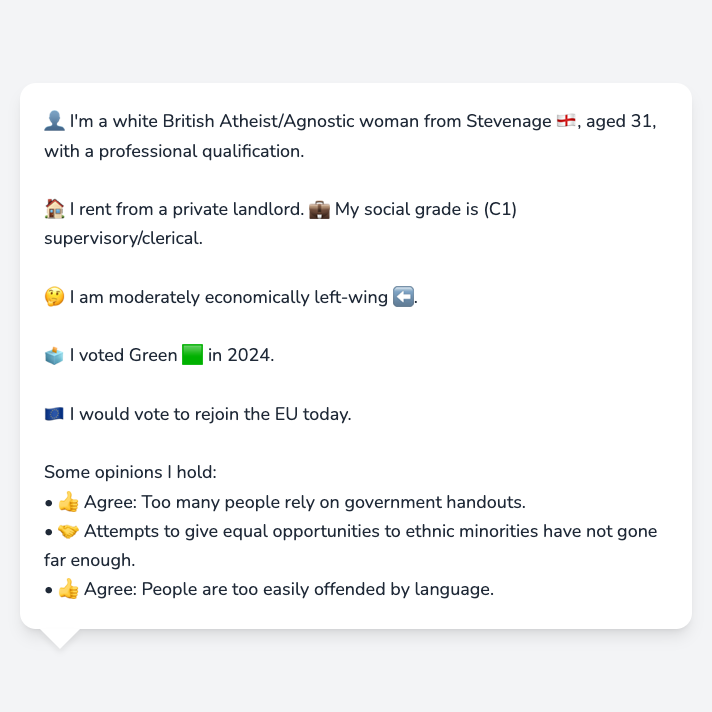 👤 I'm a white British Atheist/Agnostic woman from Stevenage 🏴󠁧󠁢󠁥󠁮󠁧󠁿, aged 31,
with a professional qualification.
🏠 I rent from a private landlord. 💼 My social grade is (C1)
supervisory/clerical.
🤔 I am moderately economically left-wing ⬅️.
🗳️ I voted Green 🟩 in 2024.
🇪🇺 I would vote to rejoin the EU today.
Some opinions I hold:
• 👍 Agree: Too many people rely on government handouts.
• 🤝 Attempts to give equal opportunities to ethnic minorities have not gone
far enough.
• 👍 Agree: People are too easily offended by language.